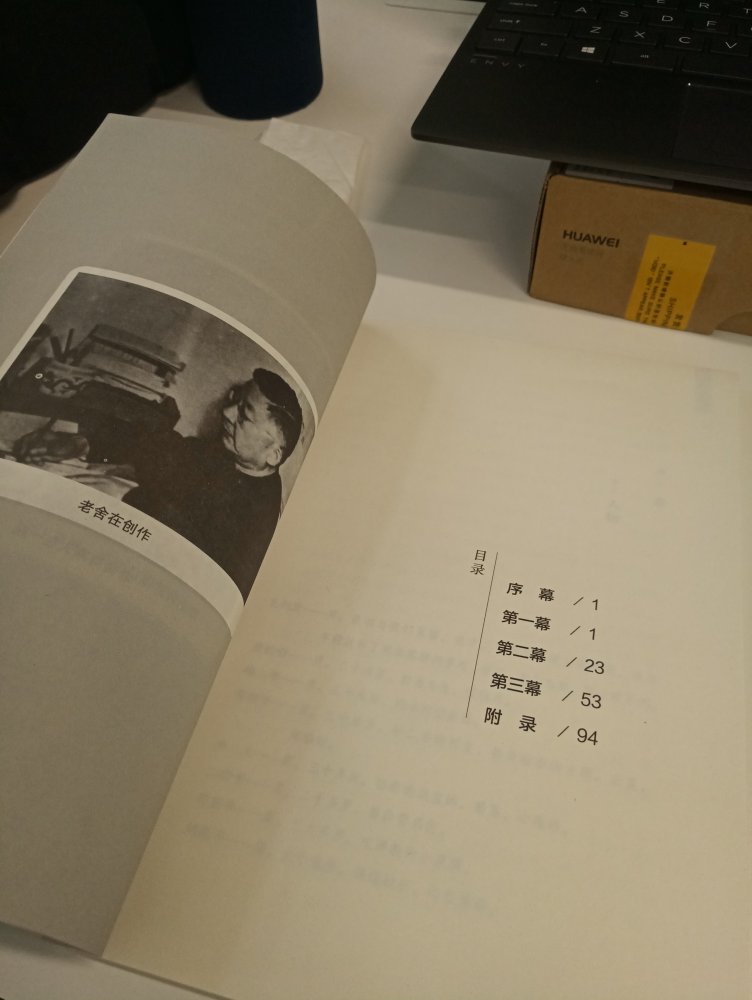 老舍在创作
目录
序 幕 / 1
第一幕 / 1
第二幕 / 23
第三幕 / 53
附 录 / 94
HUAWEI
ENVY
A S D F
Z X C V
E R T